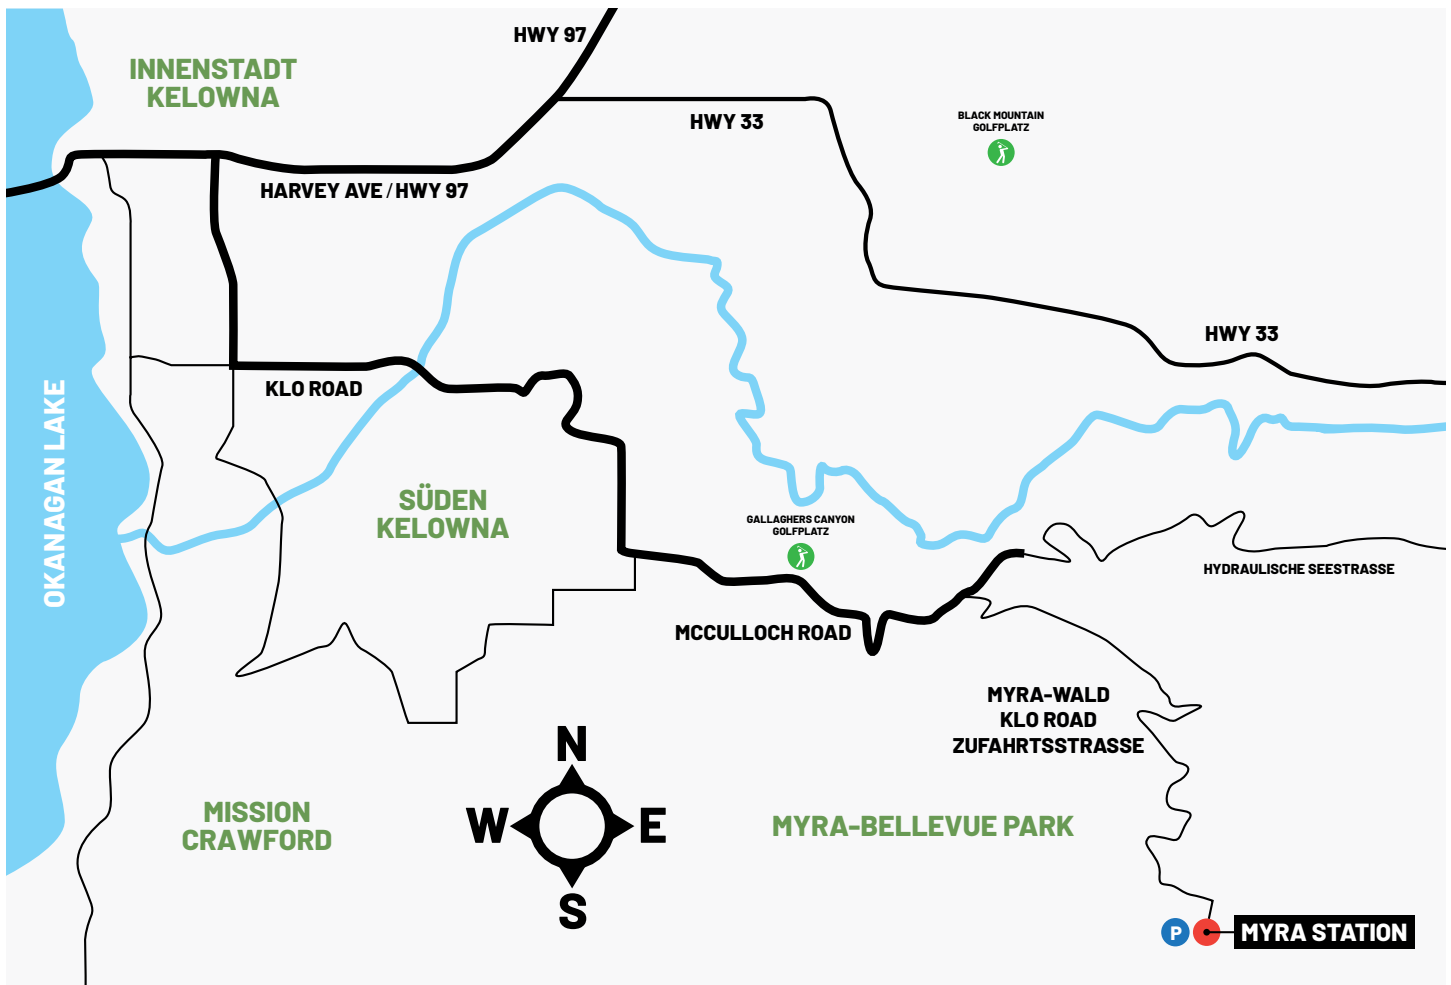 HWY 97
INNENSTADT
KELOWNA
HWY 33
BLACK MOUNTAIN
GOLFPLATZ
HARVEY AVE / HWY 97
HWY 33
KLO ROAD
OKANAGAN LAKE
SÜDEN
KELOWNA
GALLAGHERS CANYON
GOLFPLATZ
HYDRAULISCHE SEESTRASSE
MCCULLOCH ROAD
MYRA-WALD
KLO ROAD
ZUFAHRTSSTRASSE
N
W
E
S
MISSION
CRAWFORD
MYRA-BELLEVUE PARK
P
MYRA STATION